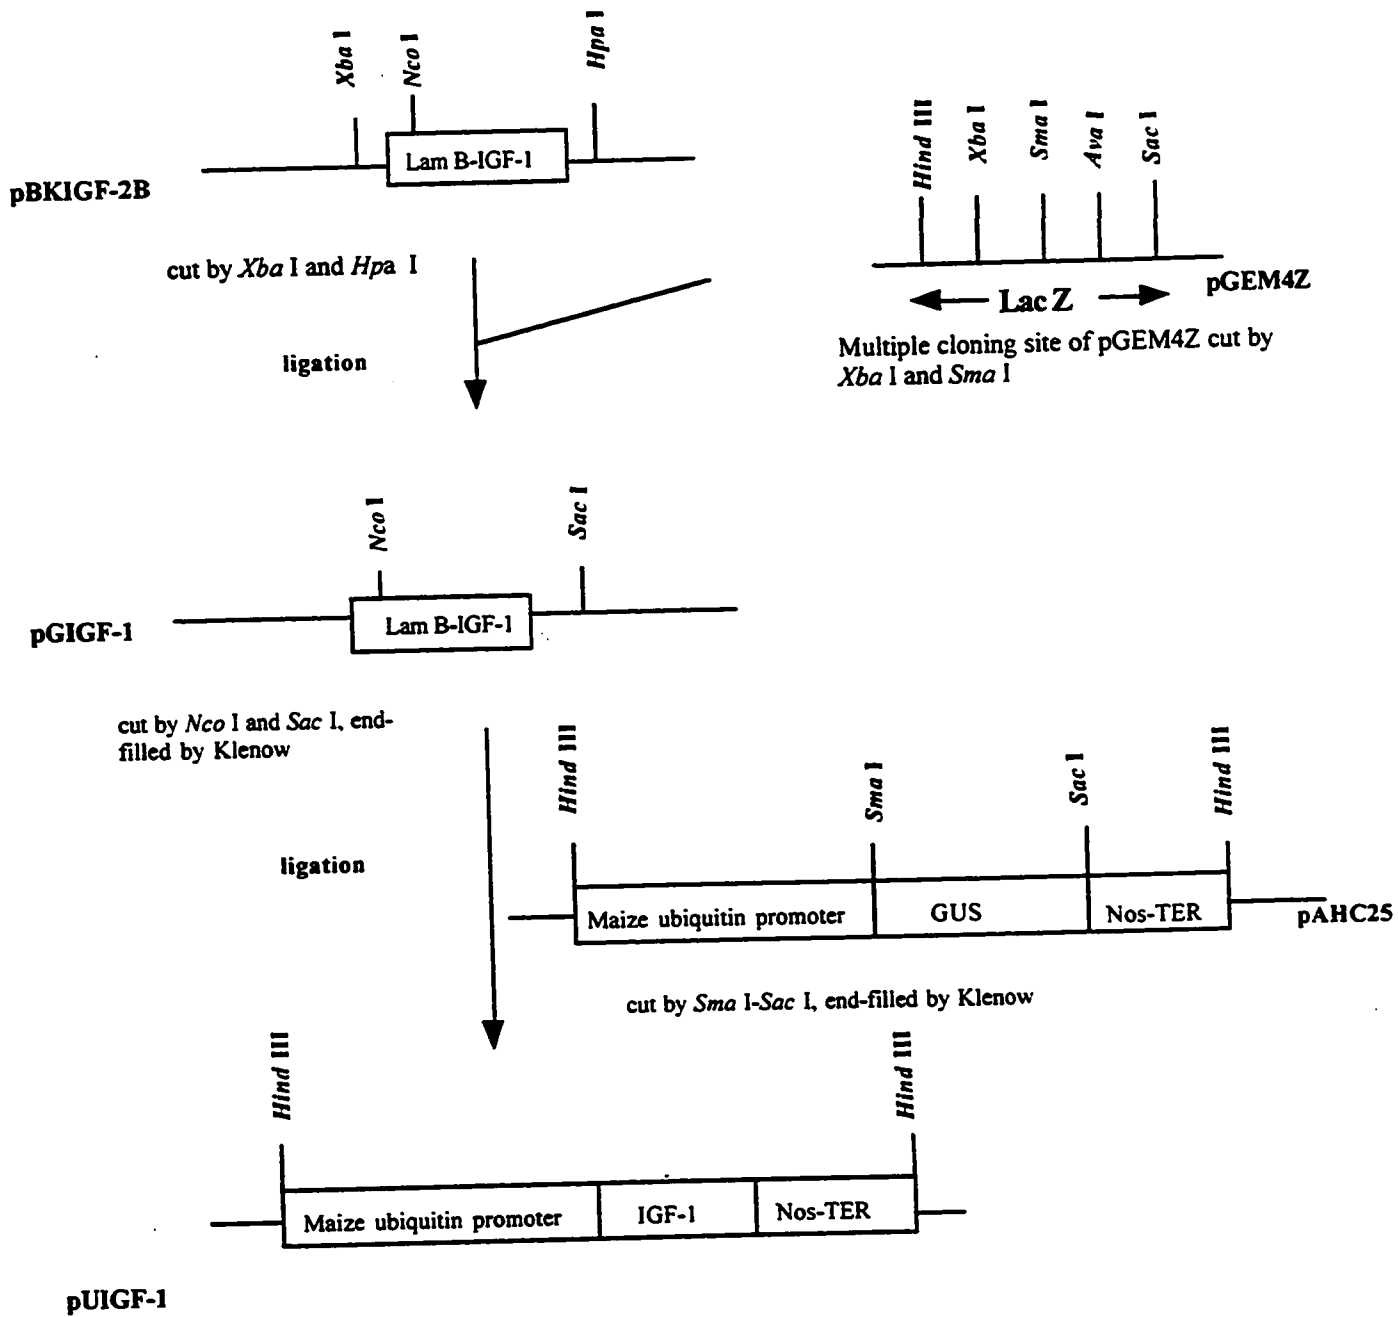 Xba I
Nco I
Hpa I
Lam B-IGF-1
pBKIGF-2B
Hind III
Xba I
Sma I
Ava I
Sac I
pGEM4Z
Lac Z
Multiple cloning site of pGEM4Z cut by
Xba I and Sma I
cut by Xba I and Hpa I
ligation
Nco I
Sac I
Lam B-IGF-1
pGIGF-1
cut by Nco I and Sac I, end-
filled by Klenow
ligation
Hind III
Sma I
Sac I
Hind III
Maize ubiquitin promoter
GUS
Nos-TER
pAHC25
cut by Sma I-Sac I, end-filled by Klenow
Hind III
Hind III
Maize ubiquitin promoter
IGF-1
Nos-TER
pUIGF-1